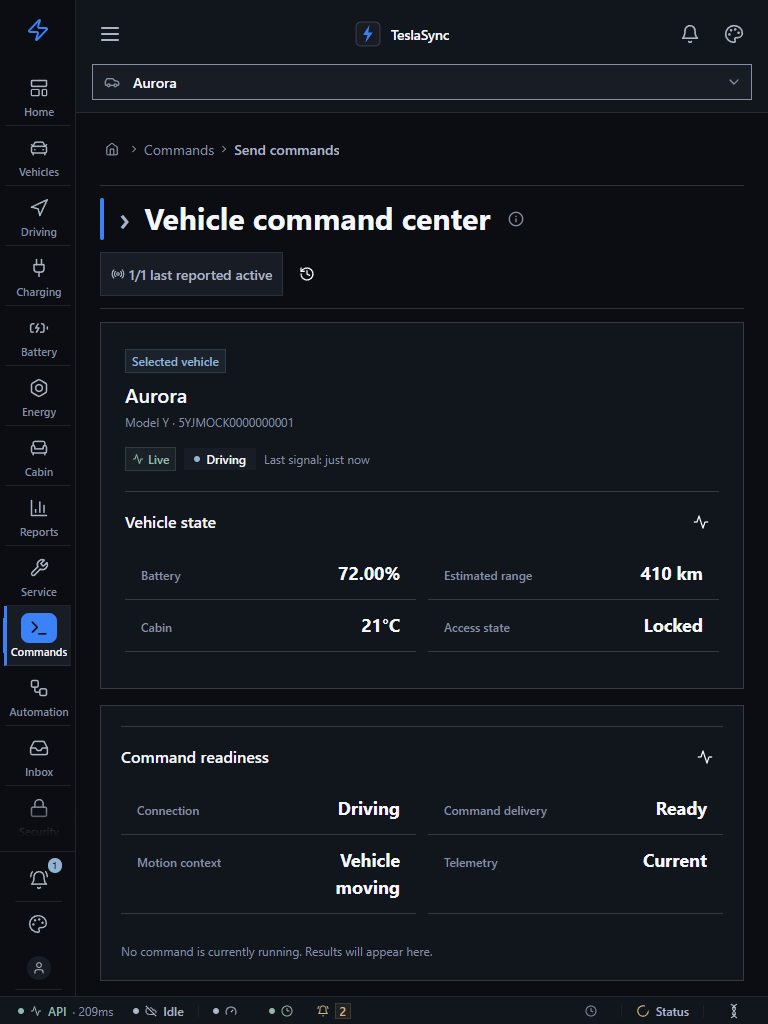 TeslaSync
Aurora
Home
Vehicles
Driving
Charging
Battery
Energy
Cabin
Reports
Service
Commands
Automation
Inbox
Security
1
Commands
Send commands
Vehicle command center
1/1 last reported active
Selected vehicle
Aurora
Model Y · 5YJMOCK0000000001
Live
Driving
Last signal: just now
Vehicle state
Battery 72.00%
Estimated range 410 km
Cabin 21°C
Access state Locked
Command readiness
Connection Driving
Command delivery Ready
Motion context Vehicle
moving
Telemetry Current
No command is currently running. Results will appear here.
API · 209ms Idle 2 Status